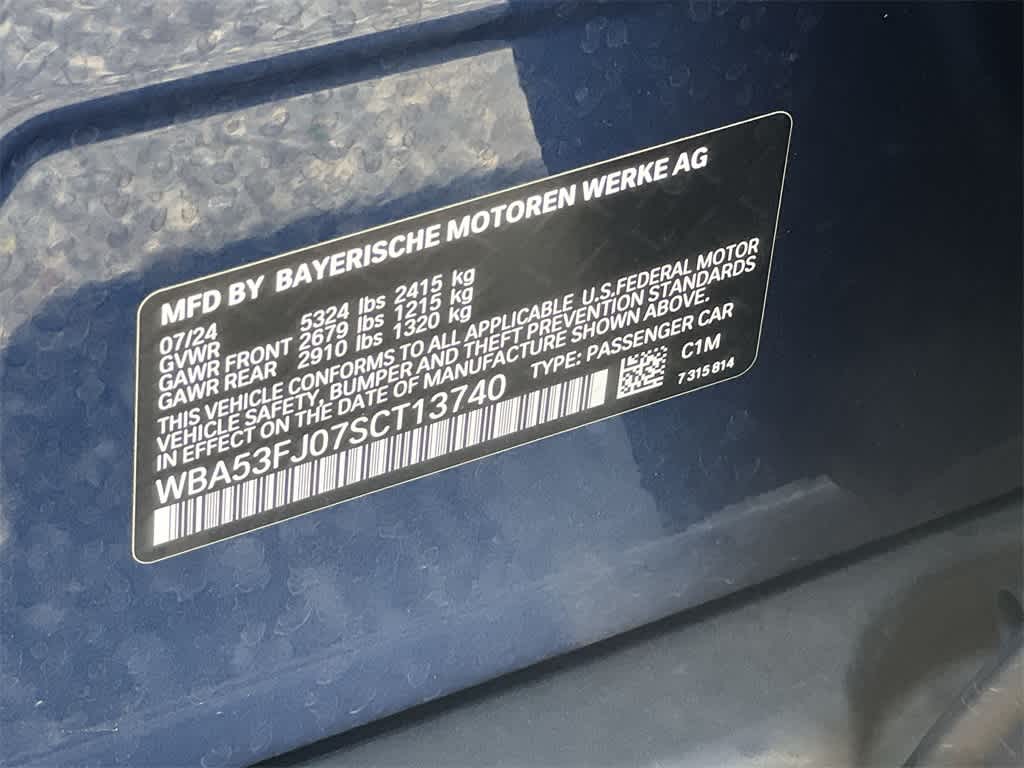 MFD BY BAYERISCHE MOTOREN WERKE AG
07/24
GVWR 5324 lbs 2415 kg
GAWR FRONT 2679 lbs 1215 kg
GAWR REAR 2910 lbs 1320 kg
THIS VEHICLE CONFORMS TO ALL APPLICABLE U.S.FEDERAL MOTOR
VEHICLE SAFETY, BUMPER AND THEFT PREVENTION STANDARDS
IN EFFECT ON THE DATE OF MANUFACTURE SHOWN ABOVE.
WBA53FJ07SCT13740 TYPE: PASSENGER CAR
C1M
7 315 814